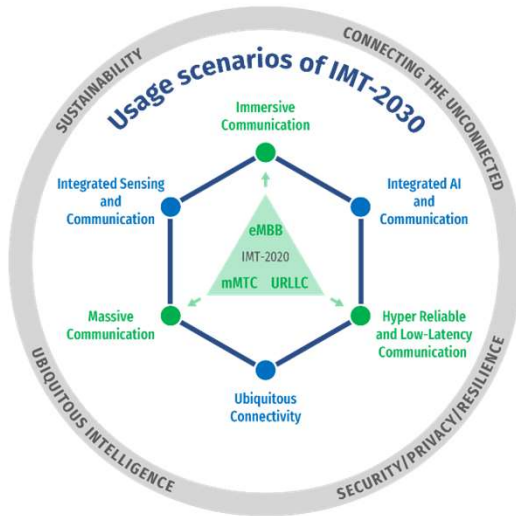 SUSTAINABILITY
CONNECTING THE UNCONNECTED
Usage scenarios of IMT-2030
Immersive
Communication
Integrated Sensing
and
Communication
Integrated AI
and
Communication
eMBB
IMT-2020
mMTC URLLC
Massive
Communication
Hyper Reliable
and Low-Latency
Communication
Ubiquitous
Connectivity
UBIQUITOUS INTELLIGENCE
SECURITY/PRIVACY/RESILIENCE